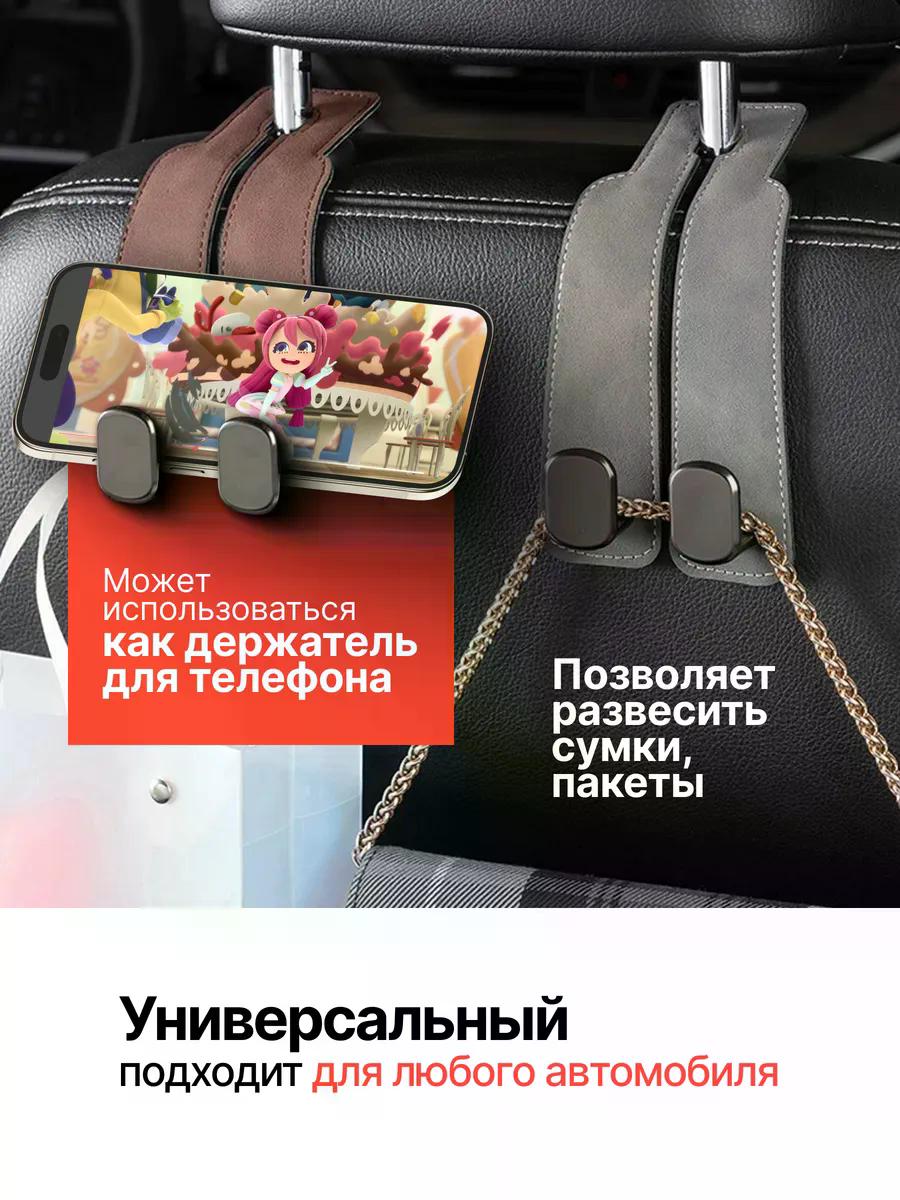 Может
использоваться
как держатель
для телефона
Позволяет
развесить
сумки,
пакеты
Универсальный
подходит для любого автомобиля